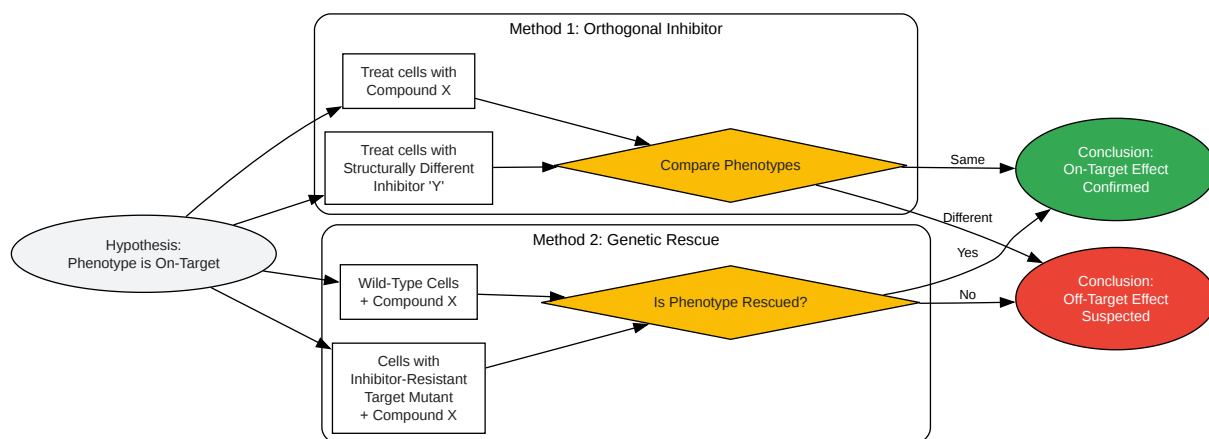 Method 1: Orthogonal Inhibitor
Treat cells with
Compound X
Treat cells with
Structurally Different
Inhibitor 'Y'
Compare Phenotypes
Same
Different
Hypothesis:
Phenotype is On-Target
Method 2: Genetic Rescue
Wild-Type Cells
+ Compound X
Cells with
Inhibitor-Resistant
Target Mutant
+ Compound X
Is Phenotype Rescued?
Yes
No
Conclusion:
On-Target Effect
Confirmed
Conclusion:
Off-Target Effect
Suspected